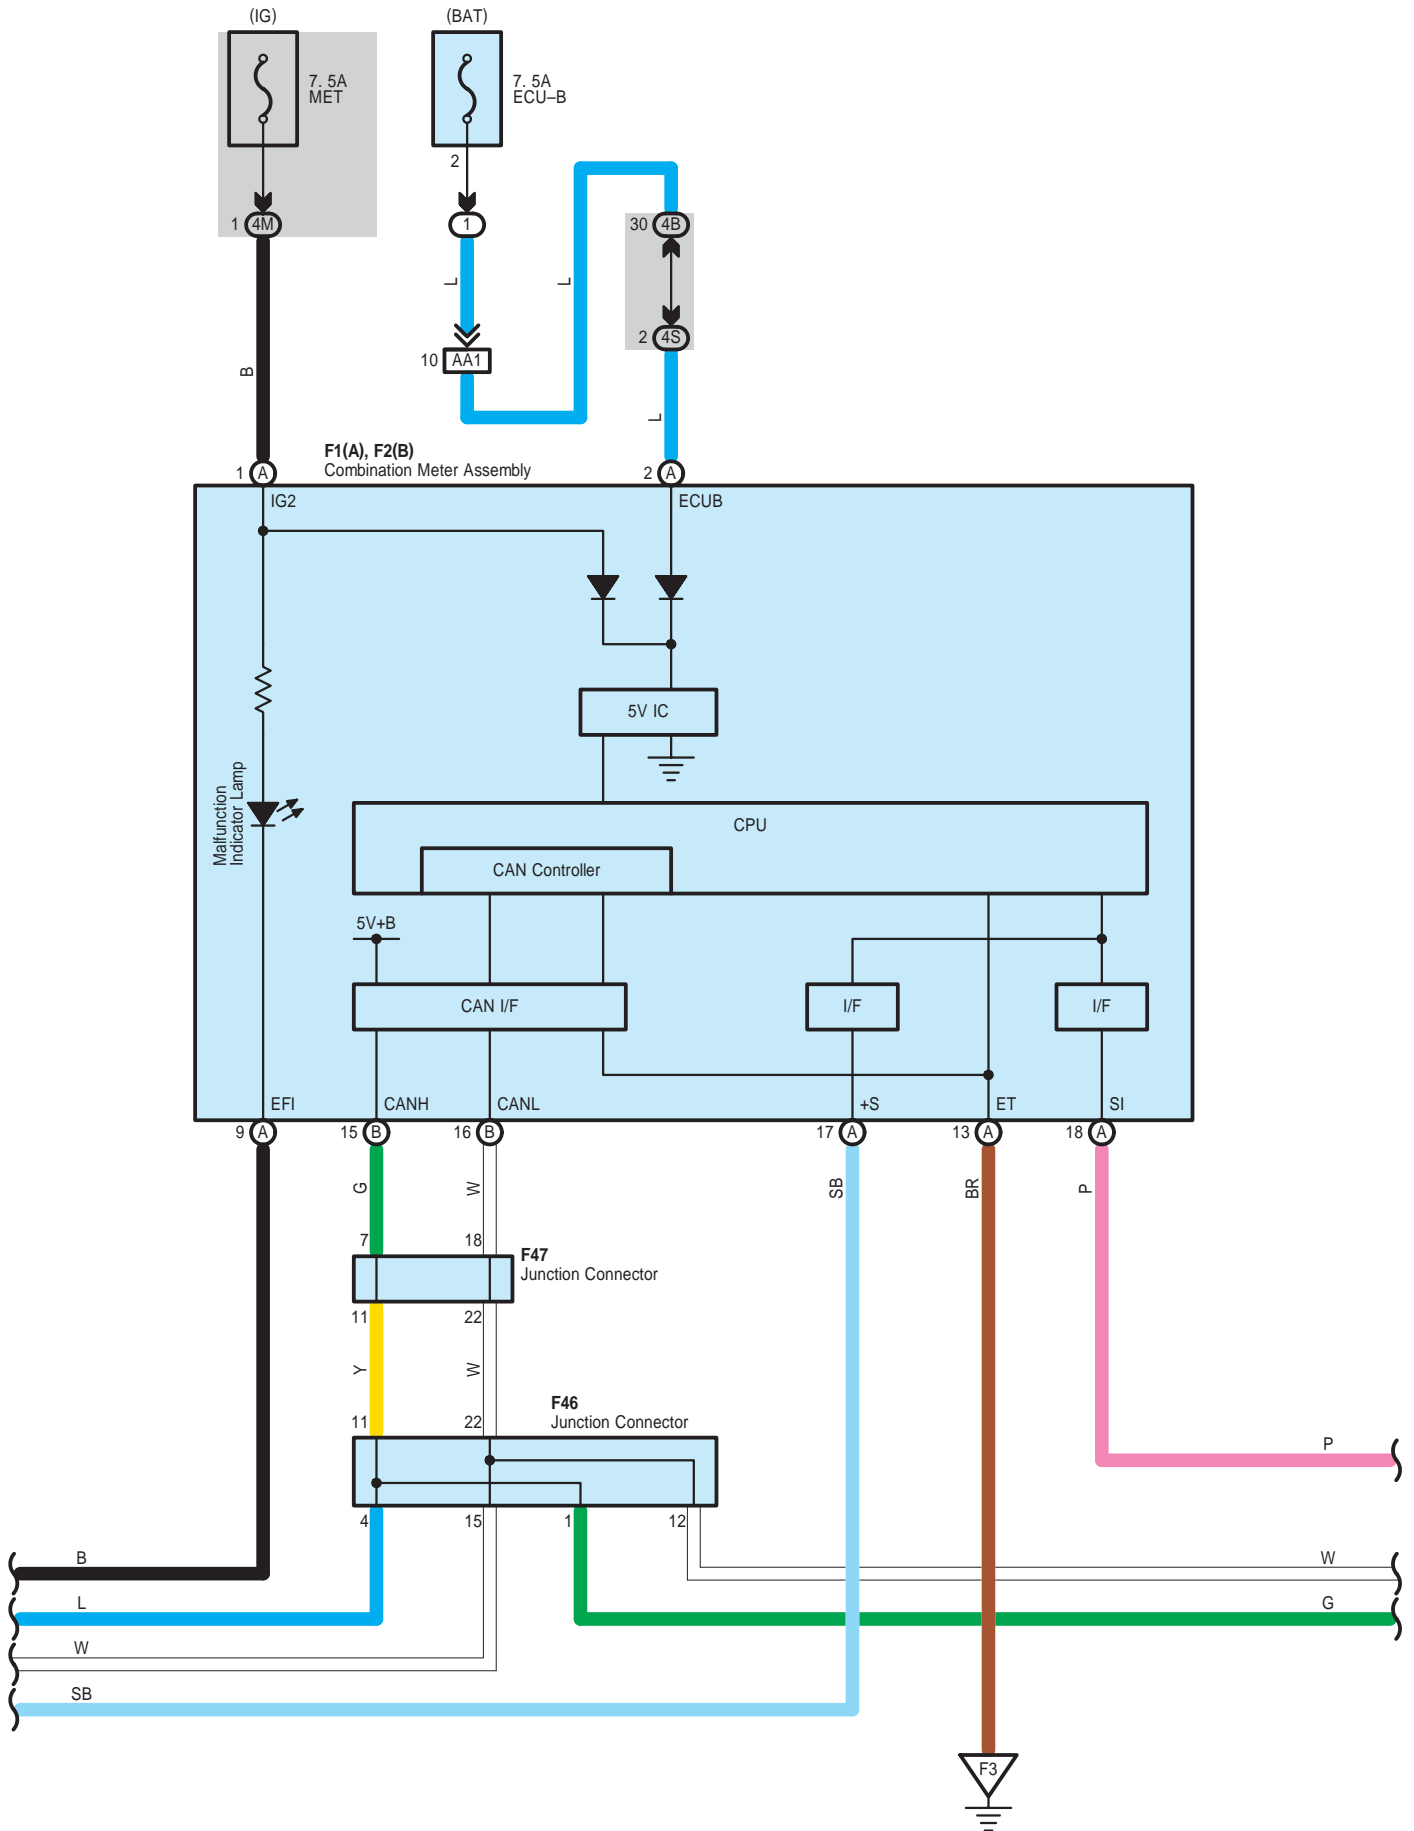 (IG)
(BAT)
7. 5A
MET
7. 5A
ECU–B
2
1
4M
1
30
4B
L
L
10
AA1
2
4S
B
L
F1(A), F2(B)
Combination Meter Assembly
1
A
2
A
IG2
ECUB
5V IC
Malfunction
Indicator Lamp
CPU
CAN Controller
5V+B
CAN I/F
I/F
I/F
EFI
CANH
CANL
+S
ET
SI
9
A
15
B
16
B
17
A
13
A
18
A
G
W
SB
BR
P
7
18
F47
Junction Connector
11
22
Y
W
F46
Junction Connector
11
22
P
4
15
1
12
B
W
L
G
W
SB
F3